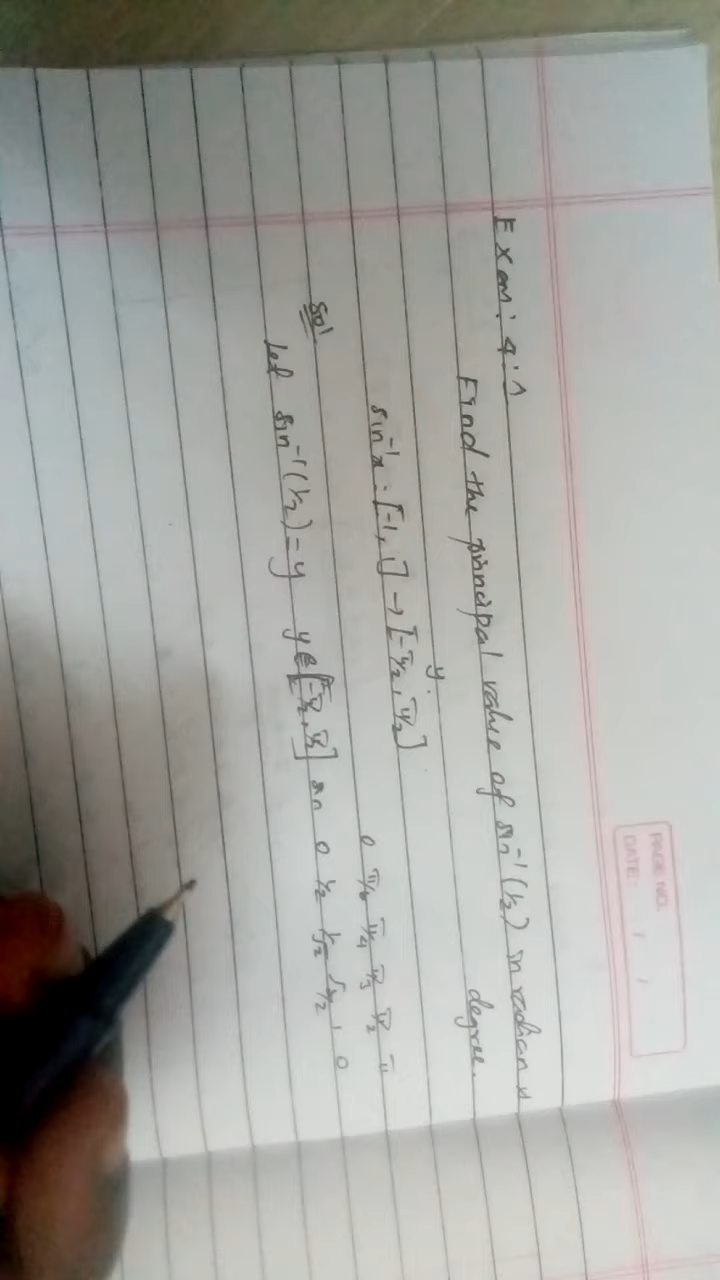 PAGE NO.
DATE: / /
Exam: 4.1
Find the principal value of sin⁻¹(1/2) in radian &
degree.
y
sin⁻¹x : [-1, 1] → [-π/2, π/2]
0 π/6 π/4 π/3 π/2 π
Sol
Let sin⁻¹(1/2) = y y ∈ [-π/2, π/2] sin 0 1/2 1/√2 √3/2 1 0